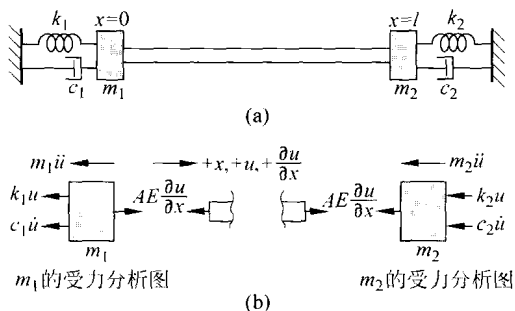 k₁ x=0 x=l k₂
c₁ m₁ m₂ c₂
(a)
m₁ü +x,+u,+∂u/∂x m₂ü
k₁u AE∂u/∂x AE∂u/∂x k₂u
c₁u̇ c₂u̇
m₁ m₂
m₁的受力分析图 m₂的受力分析图
(b)